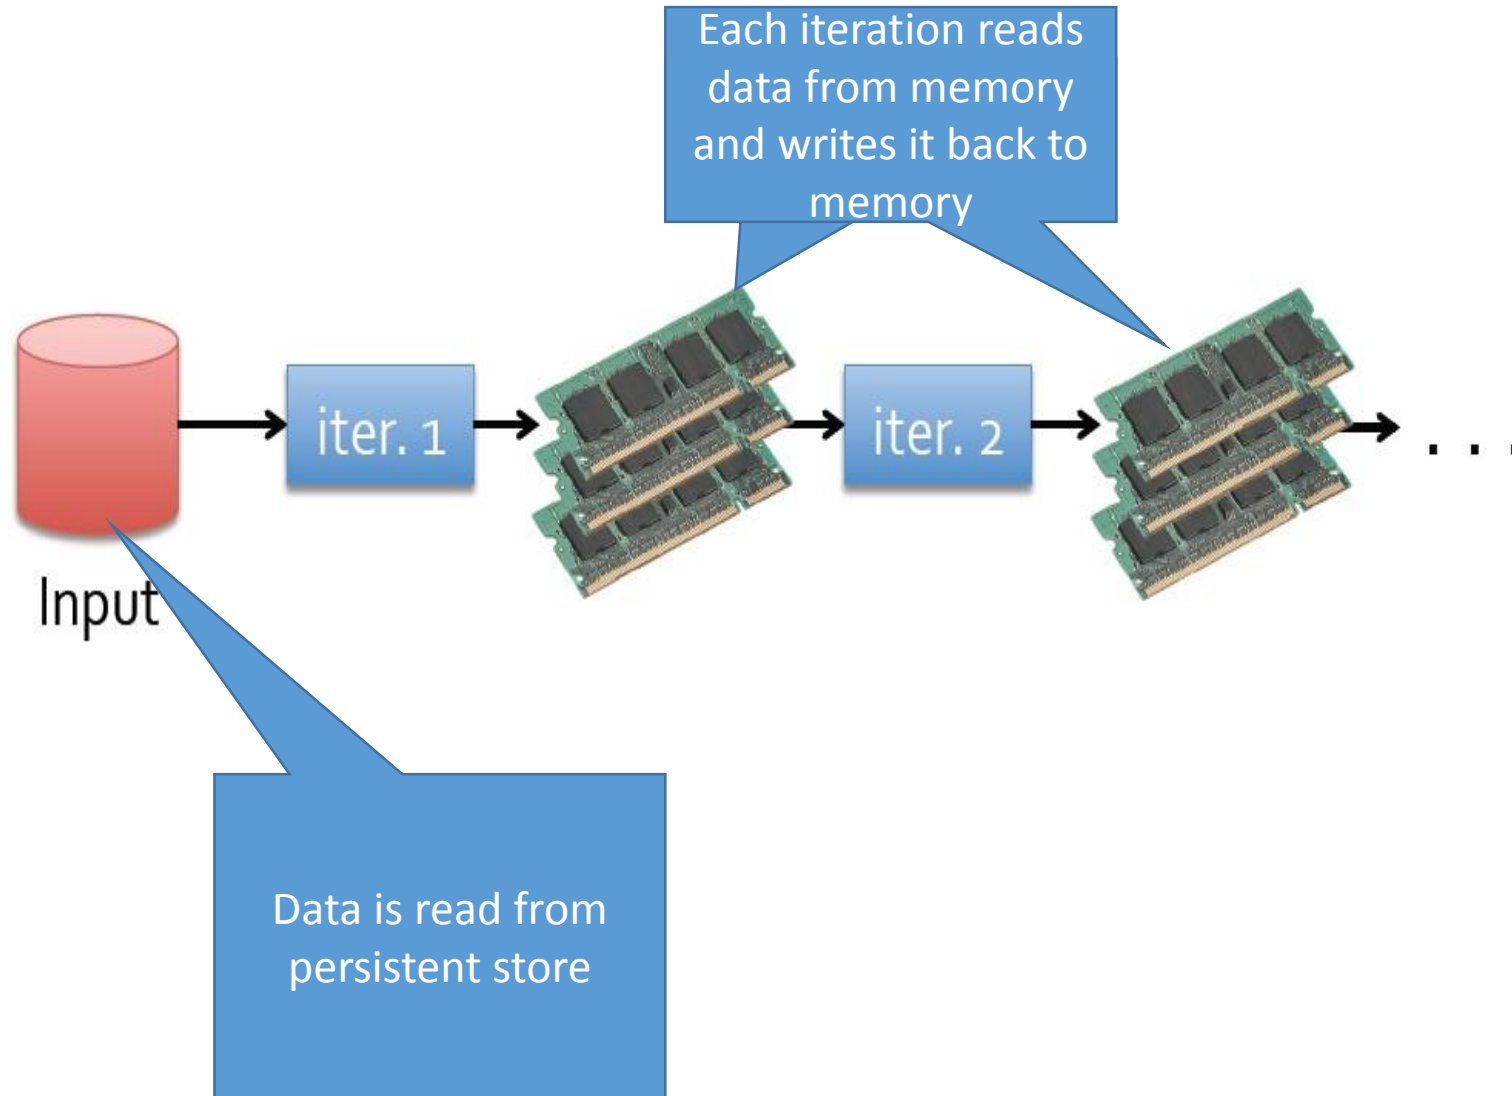 Each iteration reads
data from memory
and writes it back to
memory
iter. 1
iter. 2
. . .
Input
Data is read from
persistent store